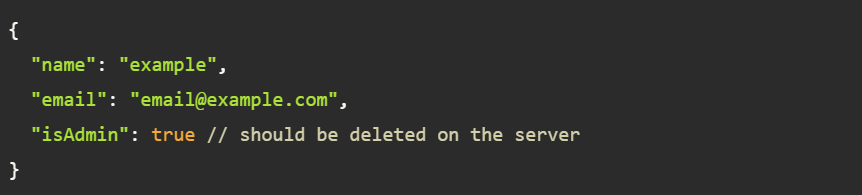 {
"name": "example",
"email": "email@example.com",
"isAdmin": true // should be deleted on the server
}